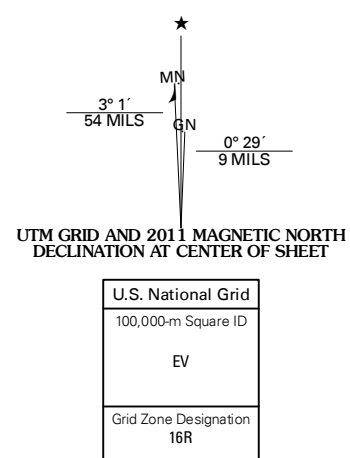 ★
MN
3° 1´
54 MILS
GN
0° 29´
9 MILS
UTM GRID AND 2011 MAGNETIC NORTH
DECLINATION AT CENTER OF SHEET
U.S. National Grid
100,000-m Square ID
EV
Grid Zone Designation
16R